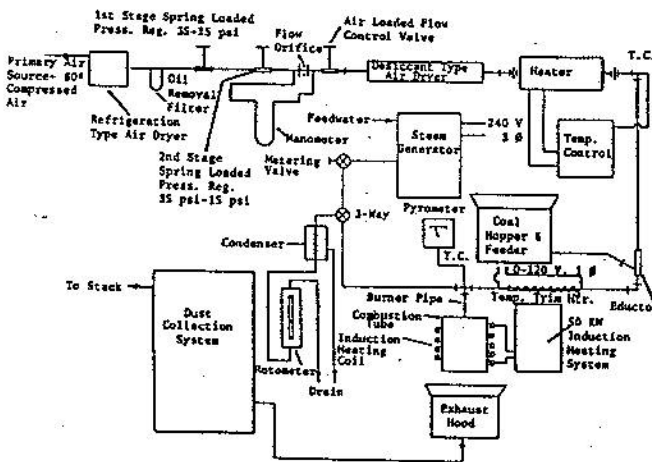 1st Stage Spring Loaded
Press. Reg. 35-15 psi
Flow
Orifice
Air Loaded Flow
Control Valve
Primary Air
Source-
Compressed
Air
Oil
Removal
Filter
Refrigeration
Type Air Dryer
2nd Stage
Spring Loaded
Press. Reg.
35 psi-15 psi
Manometer
Desiccant Type
Air Dryer
Heater
T.C.
Temp.
Control
Feedwater
Steam
Generator
240 V
3 Ø
Metering
Valve
3-Way
Condenser
Pyrometer
T.C.
Coal
Hopper &
Feeder
0-120 V. 1 Ø
Temp. Trim Htr.
Eductor
Burner Pipe
Combustion
Tube
Induction
Heating
Coil
50 KW
Induction
Heating
System
To Stack
Dust
Collection
System
Rotometer
Drain
Exhaust
Hood